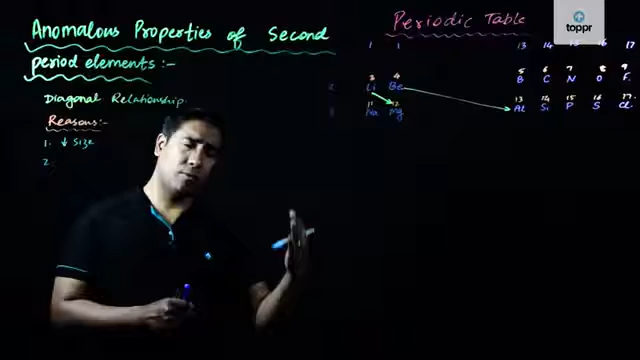 Anomalous Properties of Second
period elements :-
Diagonal Relationship.
Reasons:-
1. ↓ Size
2.
Periodic Table
toppr
1 1 13 14 15 16 17
3 4 5 6 7 8 9
2 Li Be B C N O F
11 12 13 14 15 16 17
3 Na Mg Al Si P S Cl